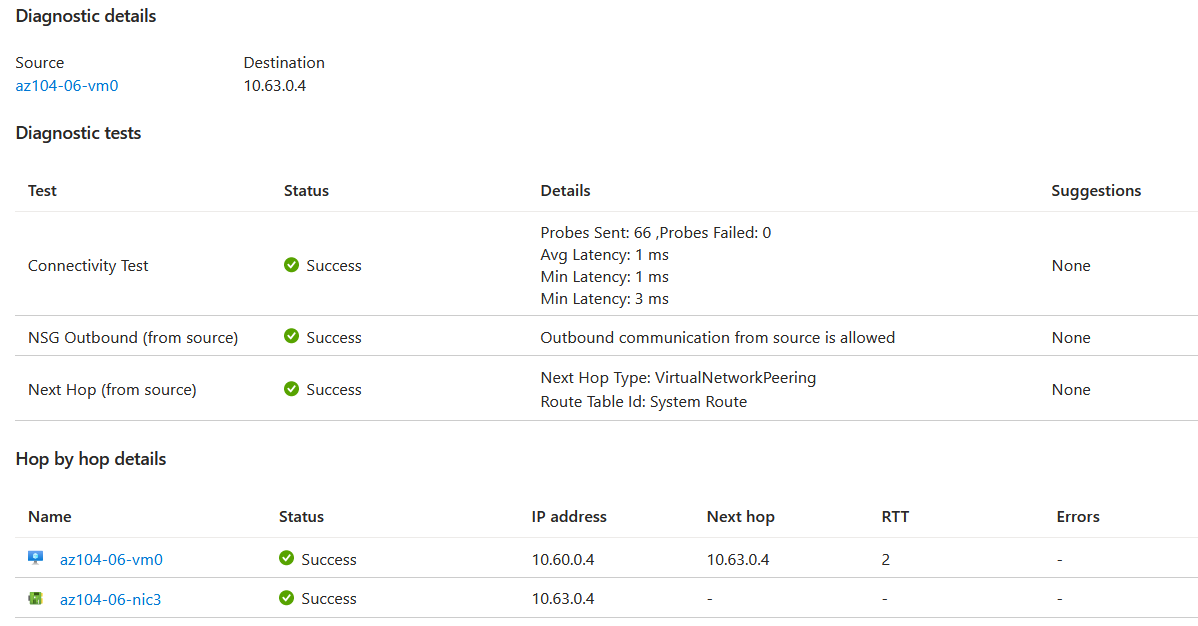 Diagnostic details
Source Destination
az104-06-vm0 10.63.0.4
Diagnostic tests
Test Status Details Suggestions
Connectivity Test Success Probes Sent: 66 ,Probes Failed: 0
Avg Latency: 1 ms
Min Latency: 1 ms
Min Latency: 3 ms
None
NSG Outbound (from source) Success Outbound communication from source is allowed None
Next Hop (from source) Success Next Hop Type: VirtualNetworkPeering
Route Table Id: System Route
None
Hop by hop details
Name Status IP address Next hop RTT Errors
az104-06-vm0 Success 10.60.0.4 10.63.0.4 2 -
az104-06-nic3 Success 10.63.0.4 - - -